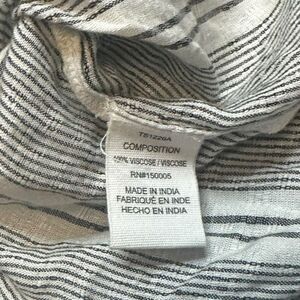 TS1226A
COMPOSITION
100% VISCOSE / VISCOSE
RN#150005
MADE IN INDIA
FABRIQUÉ EN INDE
HECHO EN INDIA